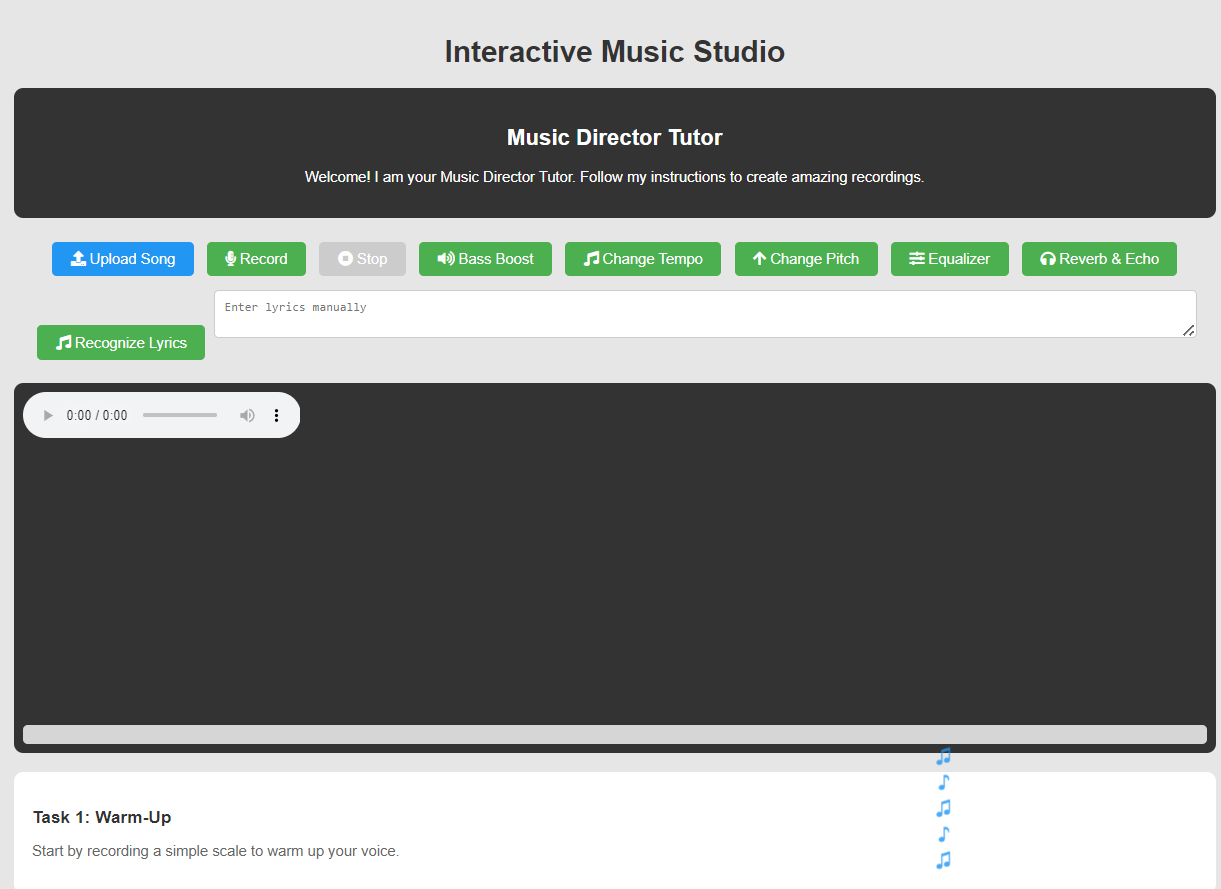 Interactive Music Studio
Music Director Tutor
Welcome! I am your Music Director Tutor. Follow my instructions to create amazing recordings.
Upload Song Record Stop Bass Boost Change Tempo Change Pitch Equalizer Reverb & Echo
Enter lyrics manually
Recognize Lyrics
0:00 / 0:00
Task 1: Warm-Up
Start by recording a simple scale to warm up your voice.